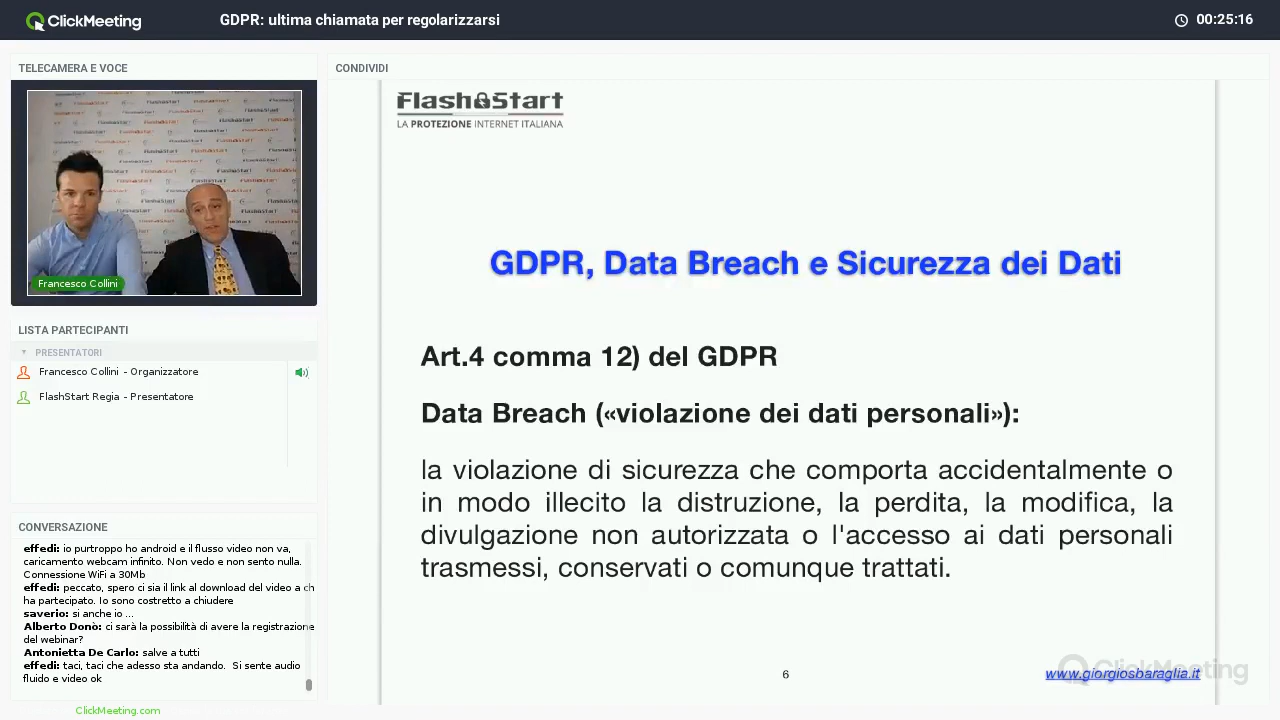 ClickMeeting
GDPR: ultima chiamata per regolarizzarsi
00:25:16
TELECAMERA E VOCE
Francesco Collini
LISTA PARTECIPANTI
PRESENTATORI
Francesco Collini - Organizzatore
FlashStart Regia - Presentatore
CONVERSAZIONE
effedi: io purtroppo ho android e il flusso video non va,
caricamento webcam infinito. Non vedo e non sento nulla.
Connessione WiFi a 30Mb
effedi: peccato, spero ci sia il link al download del video a ch
ha partecipato. Io sono costretto a chiudere
saverio: si anche io ...
Alberto Donò: ci sarà la possibilità di avere la registrazione
del webinar?
Antonietta De Carlo: salve a tutti
effedi: taci, taci che adesso sta andando. Si sente audio
fluido e video ok
ClickMeeting.com
CONDIVIDI
FlashStart
LA PROTEZIONE INTERNET ITALIANA
GDPR, Data Breach e Sicurezza dei Dati
Art.4 comma 12) del GDPR
Data Breach («violazione dei dati personali»):
la violazione di sicurezza che comporta accidentalmente o
in modo illecito la distruzione, la perdita, la modifica, la
divulgazione non autorizzata o l'accesso ai dati personali
trasmessi, conservati o comunque trattati.
6
www.giorgiosbaraglia.it
ClickMeeting